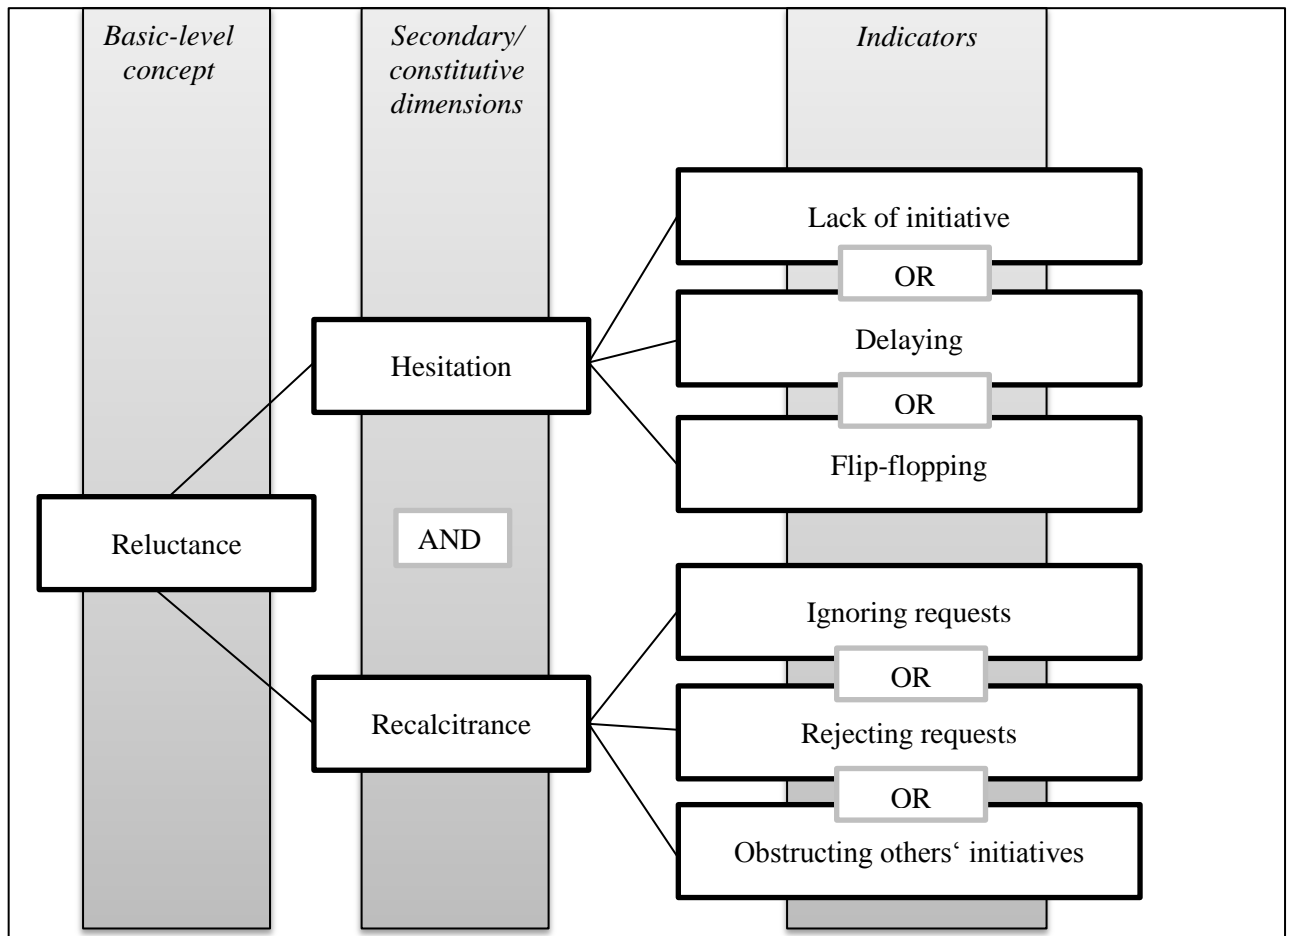 Basic-level
concept
Secondary/
constitutive
dimensions
Indicators
Lack of initiative
OR
Delaying
Hesitation
OR
Flip-flopping
Reluctance
AND
Ignoring requests
OR
Recalcitrance
Rejecting requests
OR
Obstructing others‘ initiatives